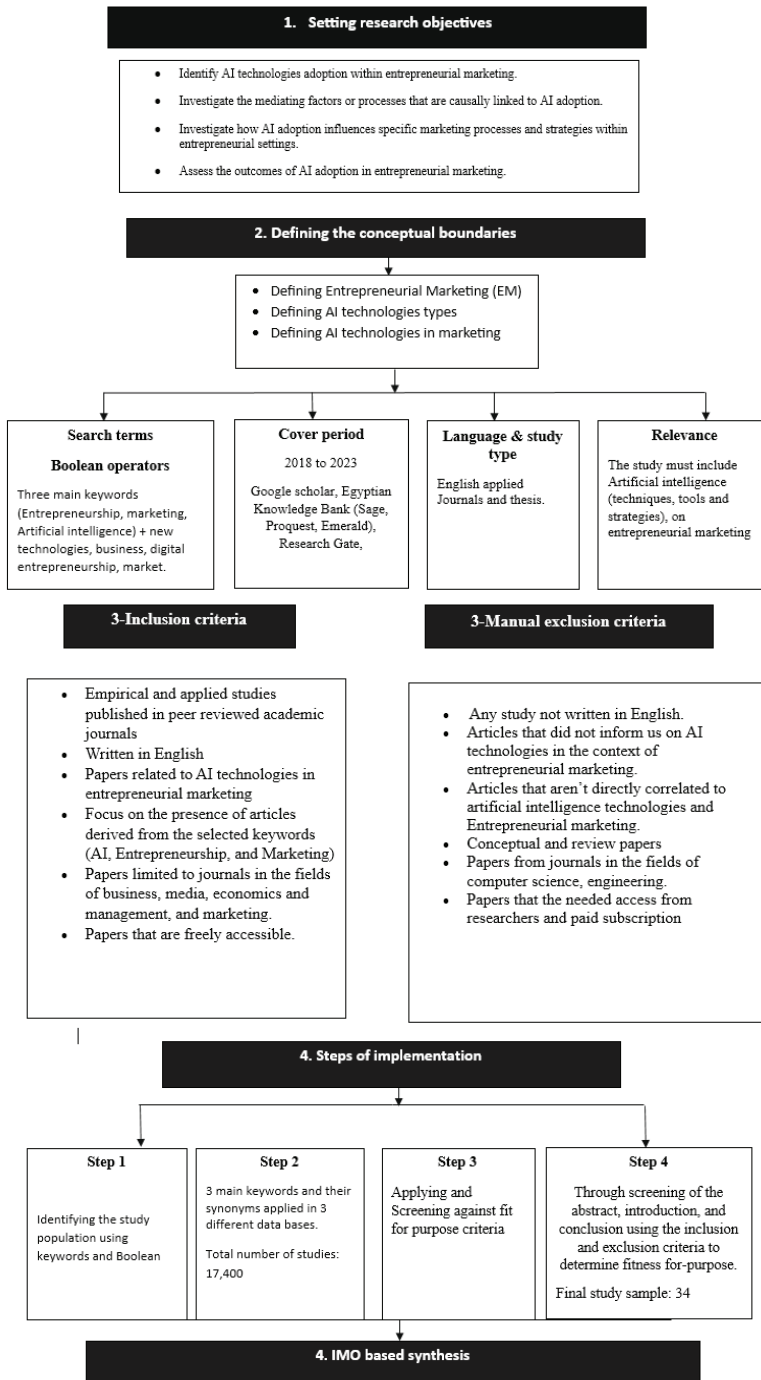 1. Setting research objectives
• Identify AI technologies adoption within entrepreneurial marketing.
• Investigate the mediating factors or processes that are causally linked to AI adoption.
• Investigate how AI adoption influences specific marketing processes and strategies within
entrepreneurial settings.
• Assess the outcomes of AI adoption in entrepreneurial marketing.
2. Defining the conceptual boundaries
• Defining Entrepreneurial Marketing (EM)
• Defining AI technologies types
• Defining AI technologies in marketing
Search terms
Boolean operators
Three main keywords
(Entrepreneurship, marketing,
Artificial intelligence) + new
technologies, business, digital
entrepreneurship, market.
Cover period
2018 to 2023
Google scholar, Egyptian
Knowledge Bank (Sage,
Proquest, Emerald),
Research Gate,
Language & study
type
English applied
Journals and thesis.
Relevance
The study must include
Artificial intelligence
(techniques, tools and
strategies), on
entrepreneurial marketing
3-Inclusion criteria
• Empirical and applied studies
published in peer reviewed academic
journals
• Written in English
• Papers related to AI technologies in
entrepreneurial marketing
• Focus on the presence of articles
derived from the selected keywords
(AI, Entrepreneurship, and Marketing)
• Papers limited to journals in the fields
of business, media, economics and
management, and marketing.
• Papers that are freely accessible.
3-Manual exclusion criteria
• Any study not written in English.
• Articles that did not inform us on AI
technologies in the context of
entrepreneurial marketing.
• Articles that aren’t directly correlated to
artificial intelligence technologies and
Entrepreneurial marketing.
• Conceptual and review papers
• Papers from journals in the fields of
computer science, engineering.
• Papers that the needed access from
researchers and paid subscription
4. Steps of implementation
Step 1
Identifying the study
population using
keywords and Boolean
Step 2
3 main keywords and their
synonyms applied in 3
different data bases.
Total number of studies:
17,400
Step 3
Applying and
Screening against fit
for purpose criteria
Step 4
Through screening of the
abstract, introduction, and
conclusion using the inclusion
and exclusion criteria to
determine fitness for-purpose.
Final study sample: 34
4. IMO based synthesis